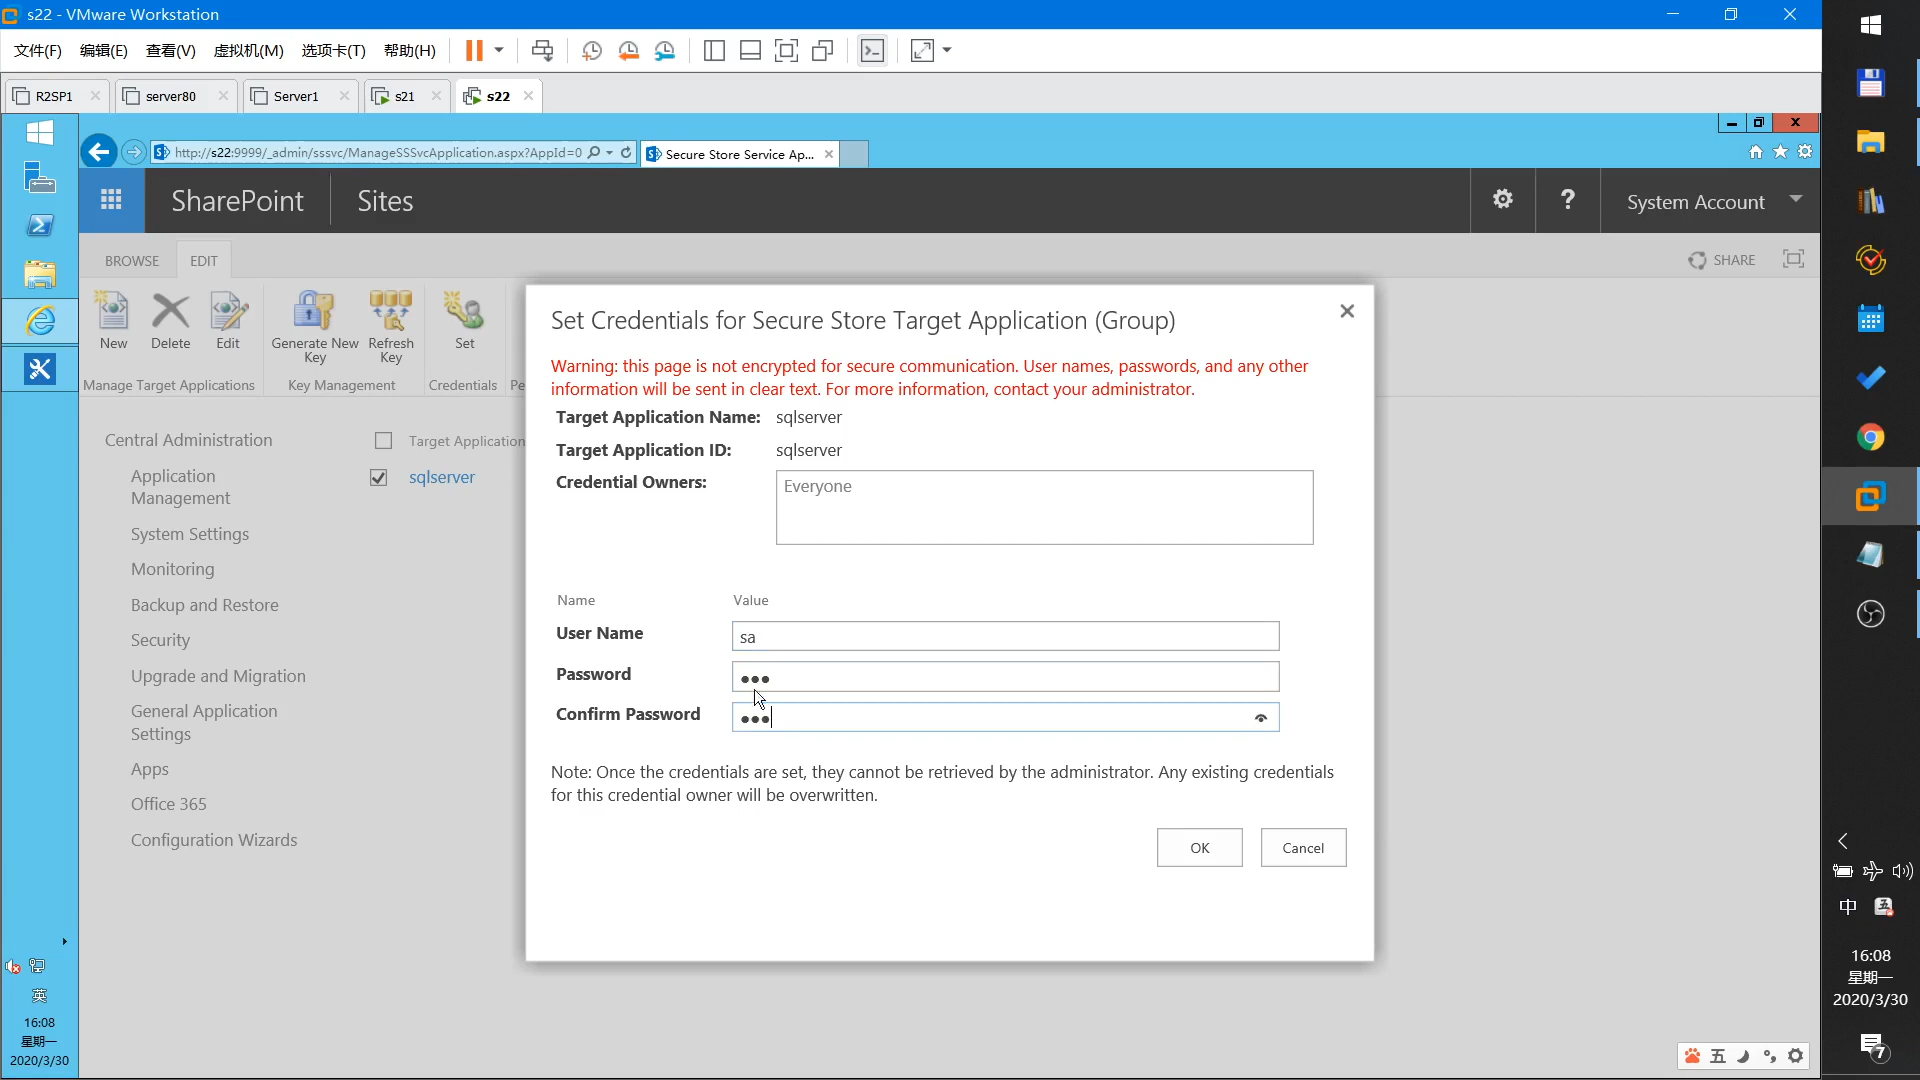 s22 - VMware Workstation
文件(F) 编辑(E) 查看(V) 虚拟机(M) 选项卡(T) 帮助(H)
R2SP1 server80 Server1 s21 s22
http://s22:9999/_admin/sssvc/ManageSSSvcApplication.aspx?AppId=0 Secure Store Service Ap...
SharePoint Sites ? System Account
BROWSE EDIT SHARE
New Delete Edit Generate New Key Refresh Key Set
Manage Target Applications Key Management Credentials Pe
Central Administration
Application
Management
System Settings
Monitoring
Backup and Restore
Security
Upgrade and Migration
General Application
Settings
Apps
Office 365
Configuration Wizards
Target Application
sqlserver
Set Credentials for Secure Store Target Application (Group)
Warning: this page is not encrypted for secure communication. User names, passwords, and any other
information will be sent in clear text. For more information, contact your administrator.
Target Application Name: sqlserver
Target Application ID: sqlserver
Credential Owners: Everyone
Name Value
User Name sa
Password •••
Confirm Password •••
Note: Once the credentials are set, they cannot be retrieved by the administrator. Any existing credentials
for this credential owner will be overwritten.
OK Cancel
英
16:08
星期一
2020/3/30
五
中 五
16:08
星期一
2020/3/30
7